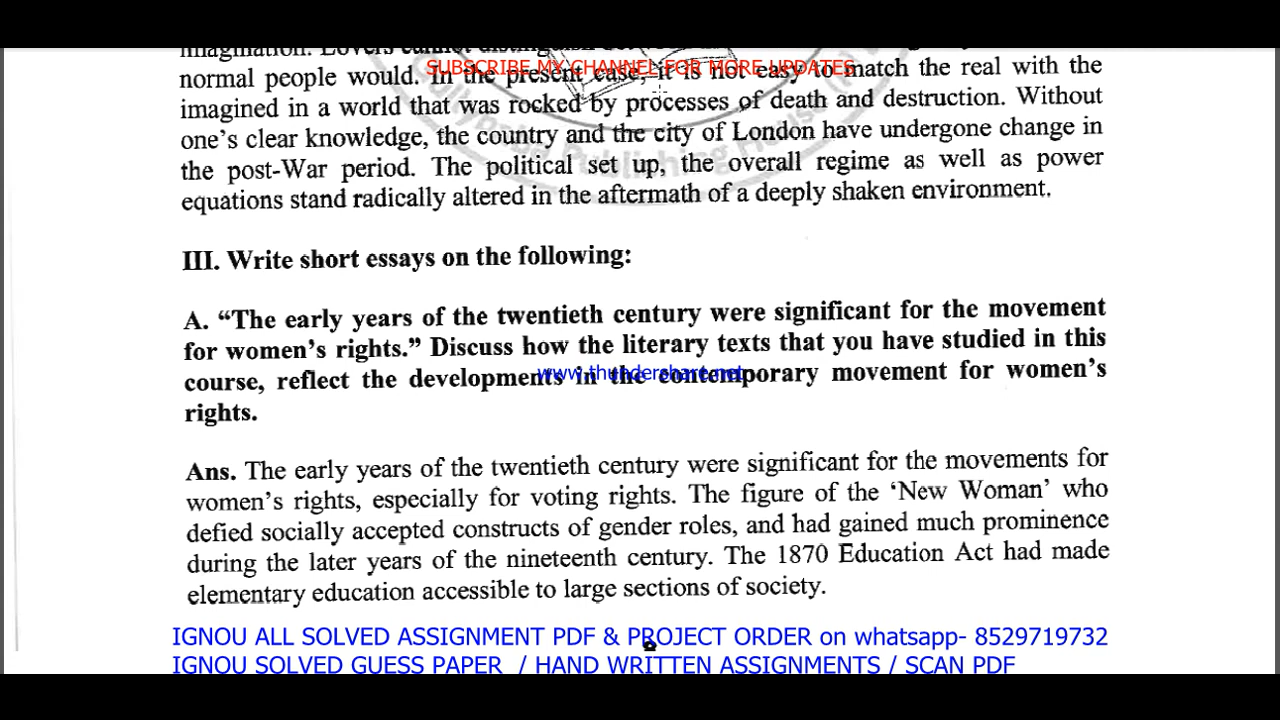 normal people would. In the present case, it is not easy to match the real with the
SUBSCRIBE MY CHANNEL FOR MORE UPDATES
imagined in a world that was rocked by processes of death and destruction. Without
one's clear knowledge, the country and the city of London have undergone change in
the post-War period. The political set up, the overall regime as well as power
equations stand radically altered in the aftermath of a deeply shaken environment.
III. Write short essays on the following:
A. “The early years of the twentieth century were significant for the movement
for women's rights.” Discuss how the literary texts that you have studied in this
course, reflect the developments in the contemporary movement for women's
www.thundershare.net
rights.
Ans. The early years of the twentieth century were significant for the movements for
women's rights, especially for voting rights. The figure of the ‘New Woman’ who
defied socially accepted constructs of gender roles, and had gained much prominence
during the later years of the nineteenth century. The 1870 Education Act had made
elementary education accessible to large sections of society.
IGNOU ALL SOLVED ASSIGNMENT PDF & PROJECT ORDER on whatsapp- 8529719732
IGNOU SOLVED GUESS PAPER / HAND WRITTEN ASSIGNMENTS / SCAN PDF